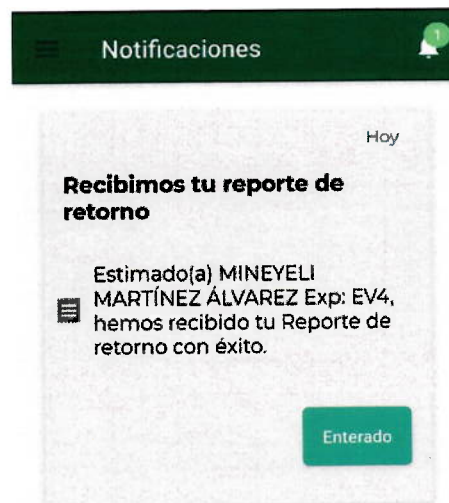 Notificaciones
1
Hoy
Recibimos tu reporte de
retorno
Estimado(a) MINEYELI
MARTÍNEZ ÁLVAREZ Exp: EV4,
hemos recibido tu Reporte de
retorno con éxito.
Enterado